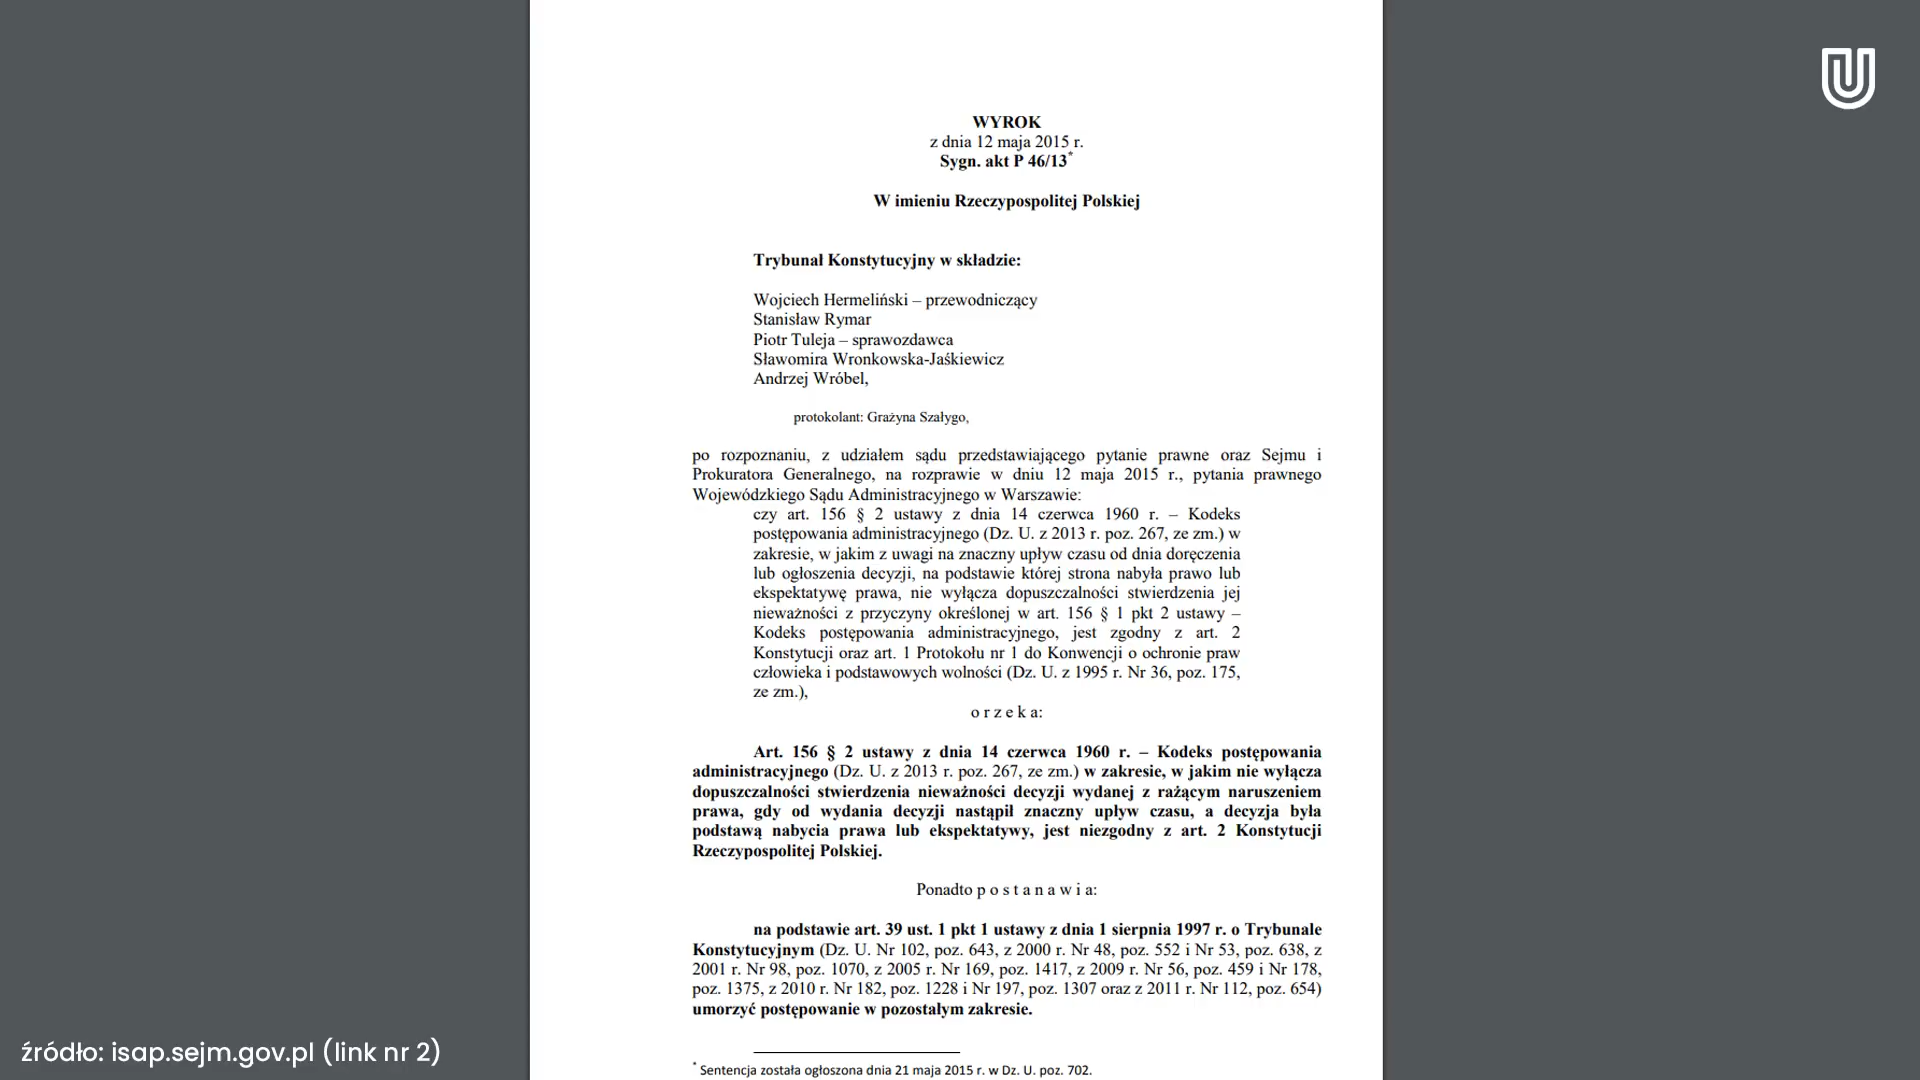 WYROK
z dnia 12 maja 2015 r.
Sygn. akt P 46/13*
W imieniu Rzeczypospolitej Polskiej
Trybunał Konstytucyjny w składzie:
Wojciech Hermeliński – przewodniczący
Stanisław Rymar
Piotr Tuleja – sprawozdawca
Sławomira Wronkowska-Jaśkiewicz
Andrzej Wróbel,
protokolant: Grażyna Szałygo,
po rozpoznaniu, z udziałem sądu przedstawiającego pytanie prawne oraz Sejmu i
Prokuratora Generalnego, na rozprawie w dniu 12 maja 2015 r., pytania prawnego
Wojewódzkiego Sądu Administracyjnego w Warszawie:
czy art. 156 § 2 ustawy z dnia 14 czerwca 1960 r. – Kodeks
postępowania administracyjnego (Dz. U. z 2013 r. poz. 267, ze zm.) w
zakresie, w jakim z uwagi na znaczny upływ czasu od dnia doręczenia
lub ogłoszenia decyzji, na podstawie której strona nabyła prawo lub
ekspektatywę prawa, nie wyłącza dopuszczalności stwierdzenia jej
nieważności z przyczyny określonej w art. 156 § 1 pkt 2 ustawy –
Kodeks postępowania administracyjnego, jest zgodny z art. 2
Konstytucji oraz art. 1 Protokołu nr 1 do Konwencji o ochronie praw
człowieka i podstawowych wolności (Dz. U. z 1995 r. Nr 36, poz. 175,
ze zm.),
o r z e k a:
Art. 156 § 2 ustawy z dnia 14 czerwca 1960 r. – Kodeks postępowania
administracyjnego (Dz. U. z 2013 r. poz. 267, ze zm.) w zakresie, w jakim nie wyłącza
dopuszczalności stwierdzenia nieważności decyzji wydanej z rażącym naruszeniem
prawa, gdy od wydania decyzji nastąpił znaczny upływ czasu, a decyzja była
podstawą nabycia prawa lub ekspektatywy, jest niezgodny z art. 2 Konstytucji
Rzeczypospolitej Polskiej.
Ponadto p o s t a n a w i a:
na podstawie art. 39 ust. 1 pkt 1 ustawy z dnia 1 sierpnia 1997 r. o Trybunale
Konstytucyjnym (Dz. U. Nr 102, poz. 643, z 2000 r. Nr 48, poz. 552 i Nr 53, poz. 638, z
2001 r. Nr 98, poz. 1070, z 2005 r. Nr 169, poz. 1417, z 2009 r. Nr 56, poz. 459 i Nr 178,
poz. 1375, z 2010 r. Nr 182, poz. 1228 i Nr 197, poz. 1307 oraz z 2011 r. Nr 112, poz. 654)
umorzyć postępowanie w pozostałym zakresie.
* Sentencja została ogłoszona dnia 21 maja 2015 r. w Dz. U. poz. 702.
źródło: isap.sejm.gov.pl (link nr 2)